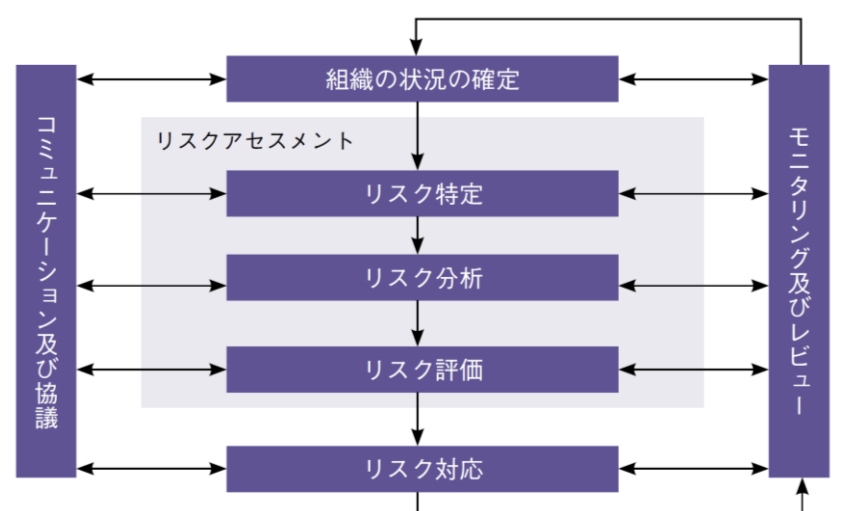 組織の状況の確定
リスクアセスメント
リスク特定
リスク分析
リスク評価
リスク対応
コミュニケーション及び協議
モニタリング及びレビュー